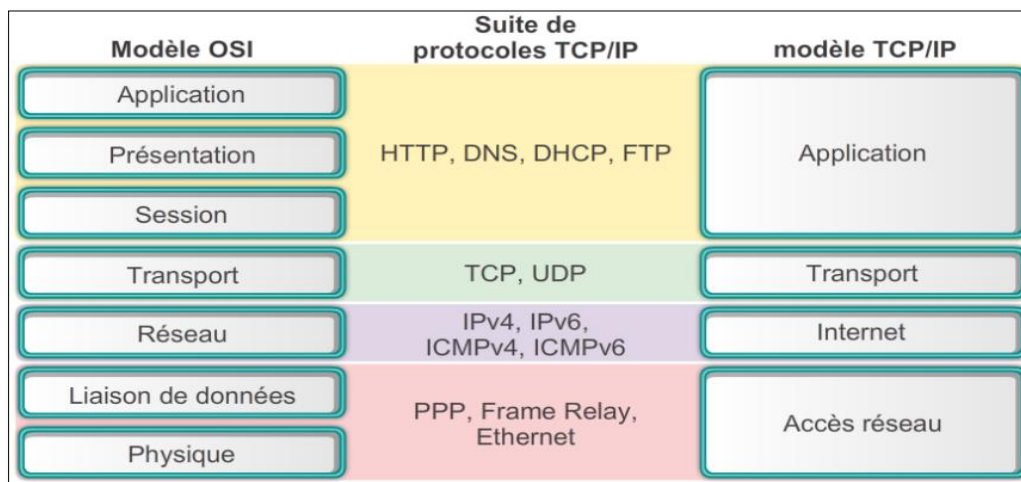 Modèle OSI
Suite de
protocoles TCP/IP
modèle TCP/IP
Application
Présentation
Session
HTTP, DNS, DHCP, FTP
Application
Transport
TCP, UDP
Transport
Réseau
IPv4, IPv6,
ICMPv4, ICMPv6
Internet
Liaison de données
Physique
PPP, Frame Relay,
Ethernet
Accès réseau